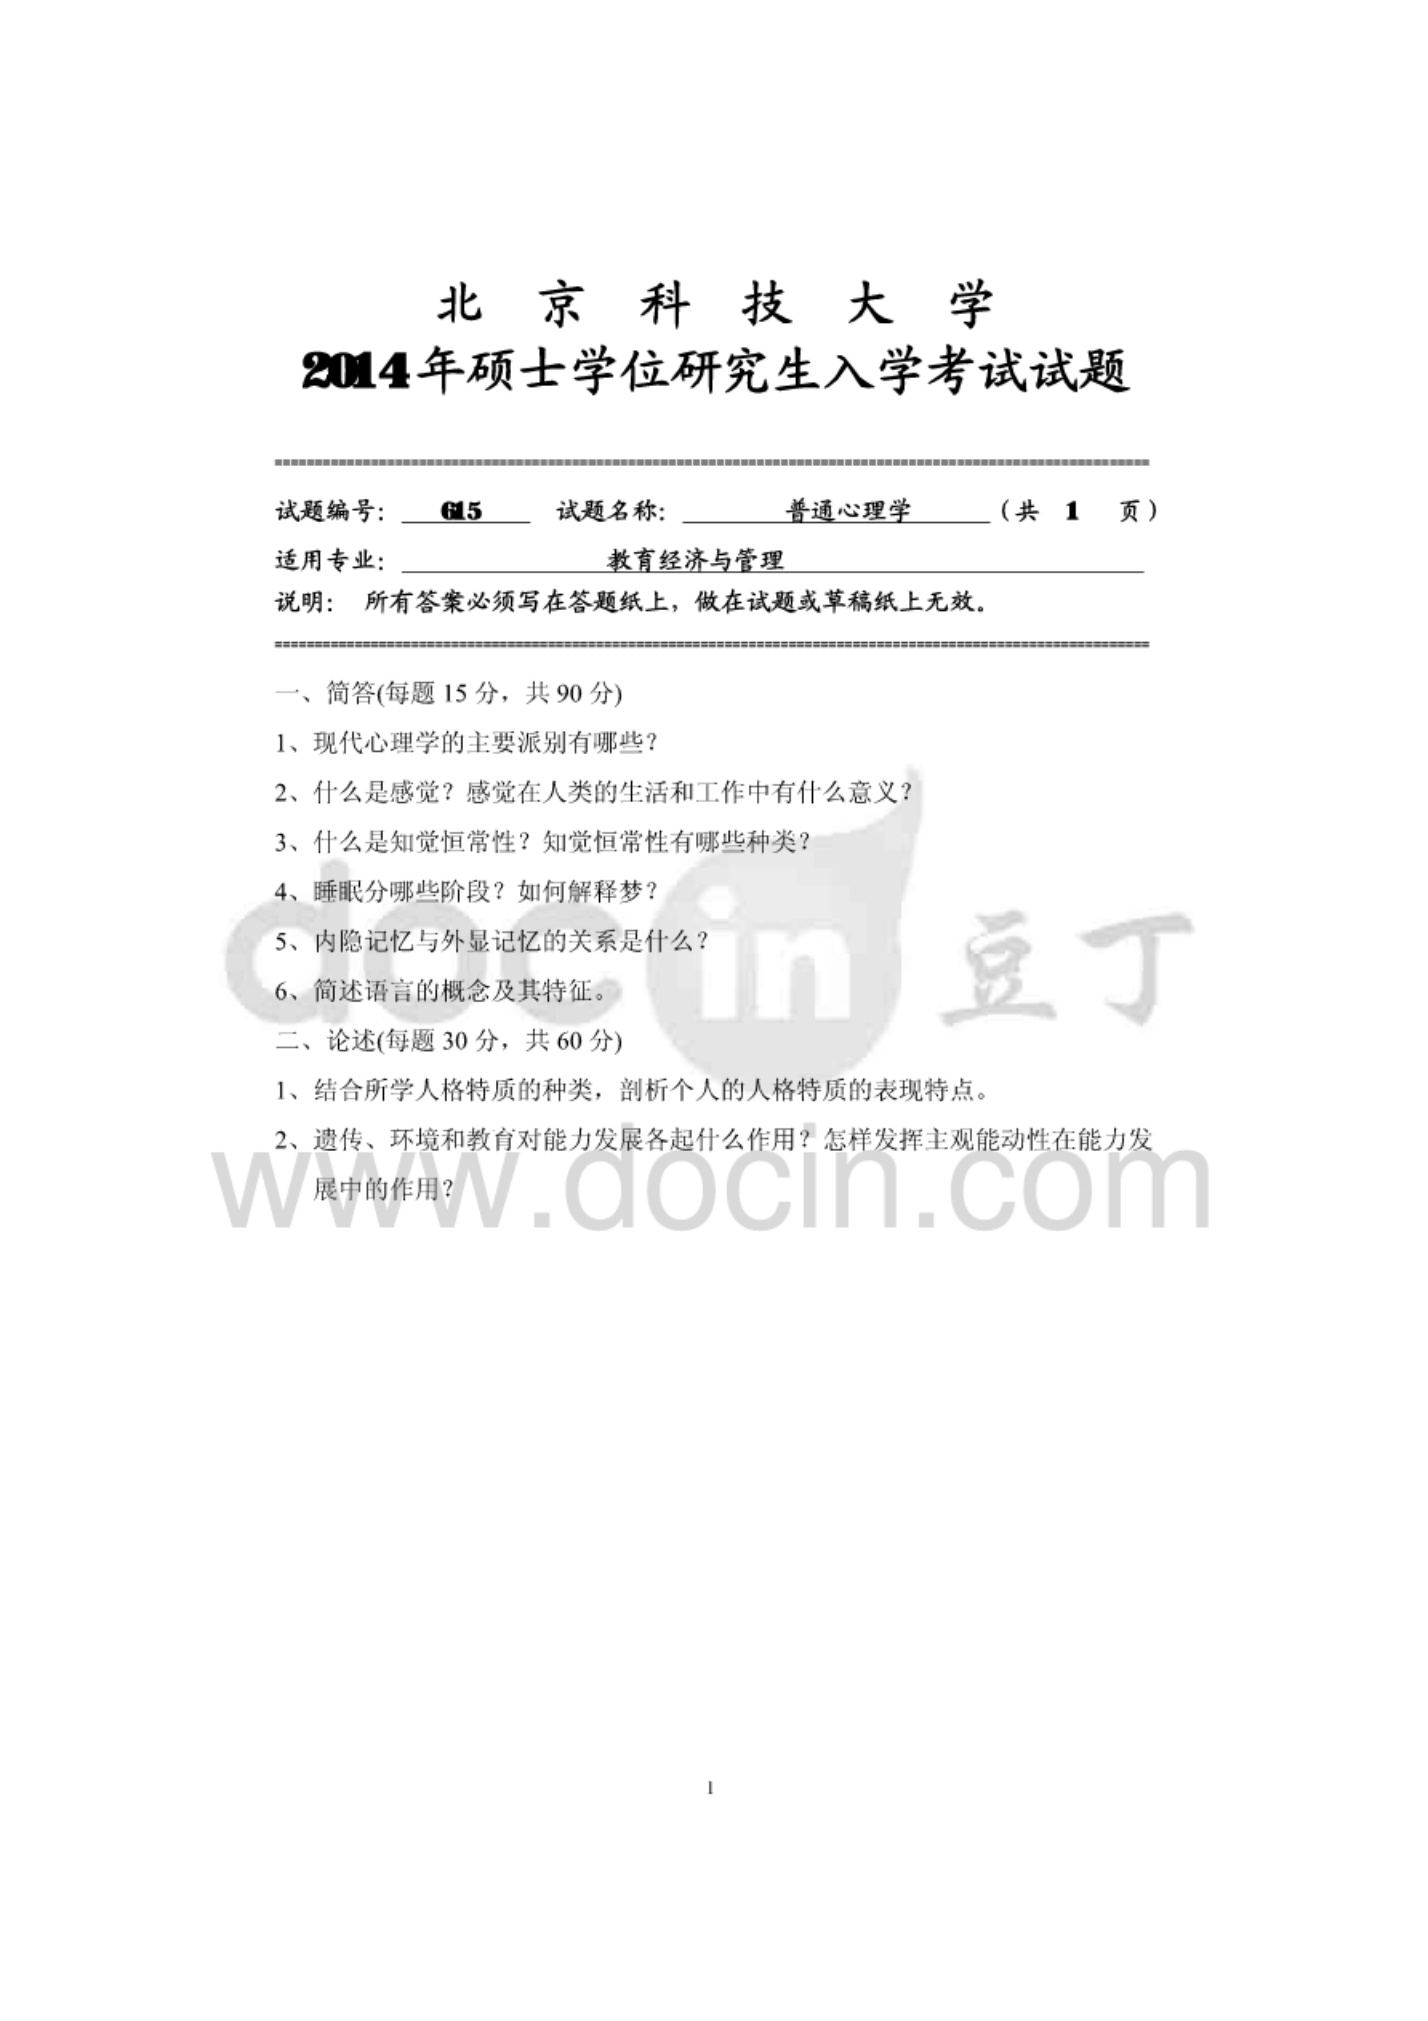 北 京 科 技 大 学
2014年硕士学位研究生入学考试试题
================================================
试题编号： 615 试题名称： 普通心理学 （共 1 页）
适用专业： 教育经济与管理
说明： 所有答案必须写在答题纸上，做在试题或草稿纸上无效。
================================================
一、简答(每题 15 分，共 90 分)
1、现代心理学的主要派别有哪些？
2、什么是感觉？感觉在人类的生活和工作中有什么意义？
3、什么是知觉恒常性？知觉恒常性有哪些种类？
4、睡眠分哪些阶段？如何解释梦？
5、内隐记忆与外显记忆的关系是什么？
6、简述语言的概念及其特征。
二、论述(每题 30 分，共 60 分)
1、结合所学人格特质的种类，剖析个人的人格特质的表现特点。
2、遗传、环境和教育对能力发展各起什么作用？怎样发挥主观能动性在能力发
展中的作用？
docin 豆丁
www.docin.com
1